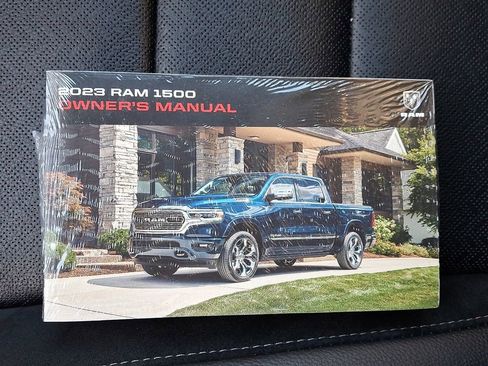 2023 RAM 1500
OWNER'S MANUAL
RAM
RAM